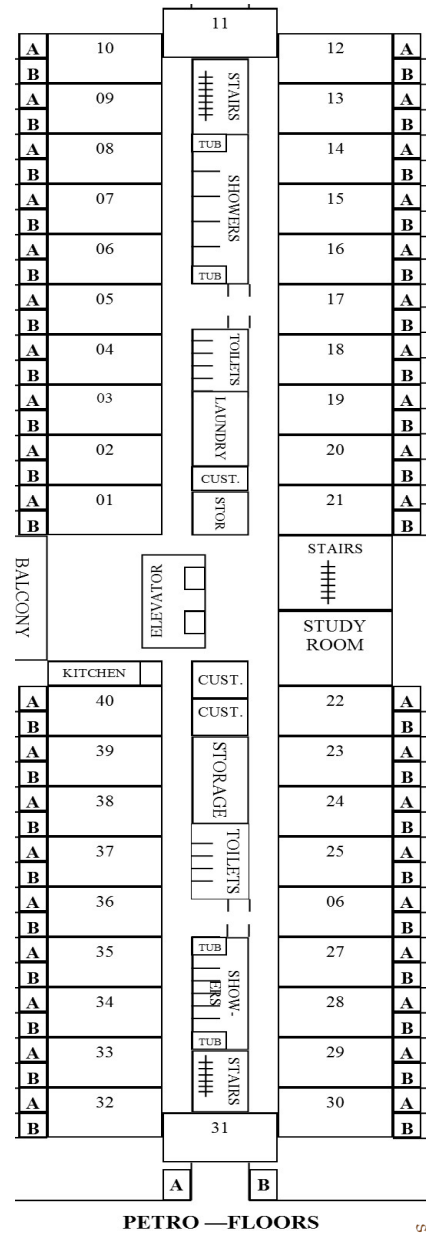 11
A 10 12 A
B STAIRS B
A 09 13 A
B B
A 08 TUB 14 A
B B
A 07 SHOWERS 15 A
B B
A 06 16 A
B TUB B
A 05 17 A
B B
A 04 TOILETS 18 A
B B
A 03 19 A
B LAUNDRY B
A 02 20 A
B CUST. B
A 01 STOR 21 A
B B
BALCONY
ELEVATOR
STAIRS
STUDY
ROOM
KITCHEN CUST.
A 40 22 A
B CUST. B
A 39 23 A
B STORAGE B
A 38 24 A
B B
A 37 TOILETS 25 A
B B
A 36 06 A
B B
A 35 TUB 27 A
B B
A 34 SHOW-
ERS 28 A
B B
A 33 TUB 29 A
B B
A 32 STAIRS 30 A
B 31 B
A B
PETRO —FLOORS
S